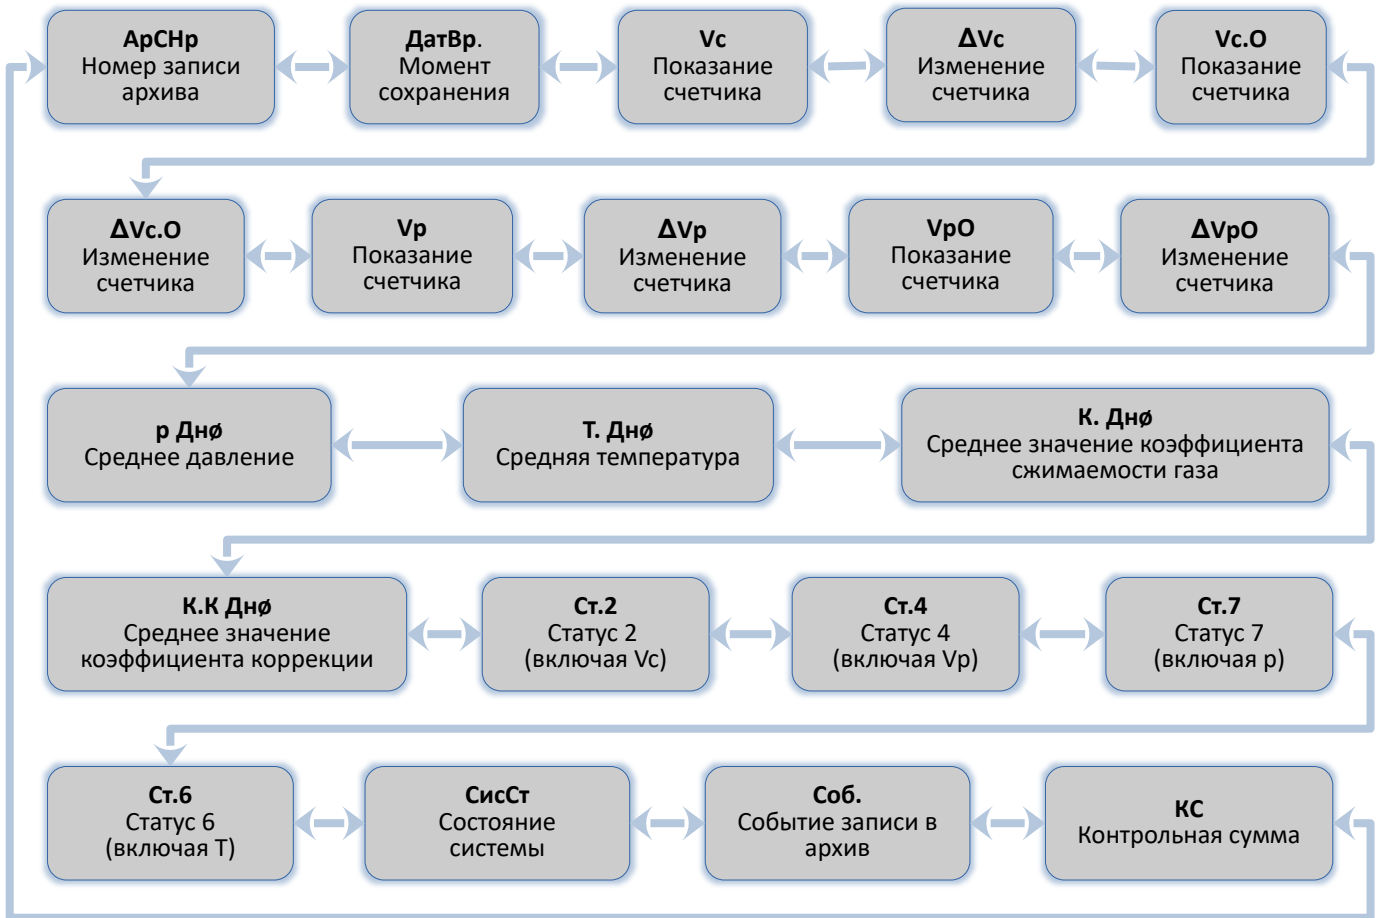 АрСНр
Номер записи
архива
ДатВр.
Момент
сохранения
Vc
Показание
счетчика
ΔVc
Изменение
счетчика
Vc.O
Показание
счетчика
ΔVc.O
Изменение
счетчика
Vp
Показание
счетчика
ΔVp
Изменение
счетчика
VpO
Показание
счетчика
ΔVpO
Изменение
счетчика
р Днø
Среднее давление
Т. Днø
Средняя температура
К. Днø
Среднее значение коэффициента
сжимаемости газа
К.К Днø
Среднее значение
коэффициента коррекции
Ст.2
Статус 2
(включая Vc)
Ст.4
Статус 4
(включая Vp)
Ст.7
Статус 7
(включая р)
Ст.6
Статус 6
(включая Т)
СисСт
Состояние
системы
Соб.
Событие записи в
архив
КС
Контрольная сумма